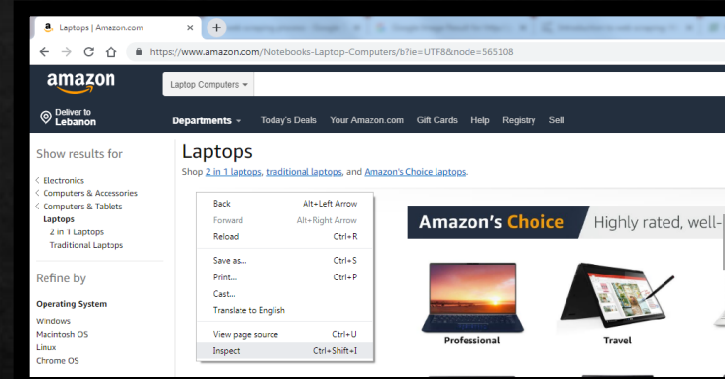 Laptops | Amazon.com
https://www.amazon.com/Notebooks-Laptop-Computers/b?ie=UTF8&node=565108
amazon
Laptop Computers
Deliver to
Lebanon
Departments
Today's Deals
Your Amazon.com
Gift Cards
Help
Registry
Sell
Show results for
Electronics
Computers & Accessories
Computers & Tablets
Laptops
2 in 1 Laptops
Traditional Laptops
Refine by
Operating System
Windows
Macintosh OS
Linux
Chrome OS
Laptops
Shop 2 in 1 laptops, traditional laptops, and Amazon's Choice laptops.
Back Alt+Left Arrow
Forward Alt+Right Arrow
Reload Ctrl+R
Save as... Ctrl+S
Print... Ctrl+P
Cast...
Translate to English
View page source Ctrl+U
Inspect Ctrl+Shift+I
Amazon's Choice
Highly rated, well-
Professional
Travel